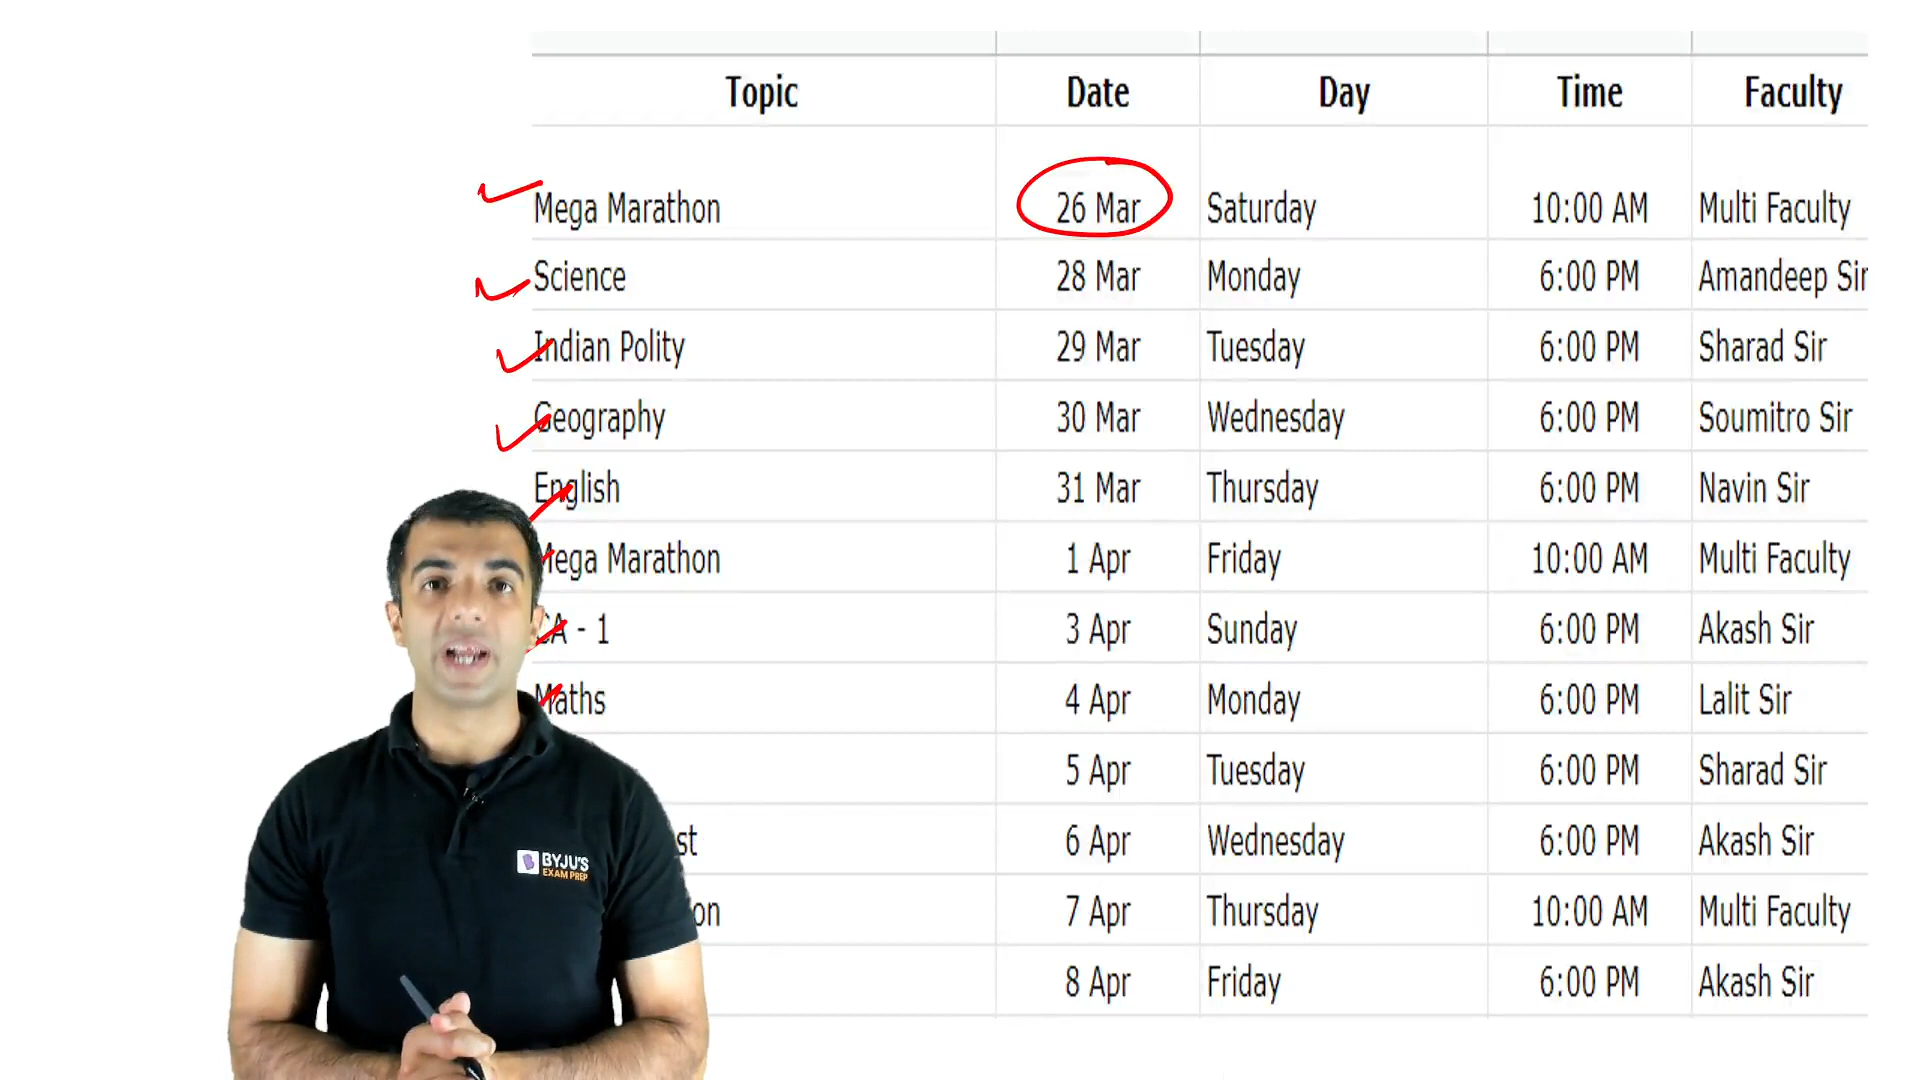 Topic Date Day Time Faculty
Mega Marathon 26 Mar Saturday 10:00 AM Multi Faculty
Science 28 Mar Monday 6:00 PM Amandeep Sir
Indian Polity 29 Mar Tuesday 6:00 PM Sharad Sir
Geography 30 Mar Wednesday 6:00 PM Soumitro Sir
English 31 Mar Thursday 6:00 PM Navin Sir
Mega Marathon 1 Apr Friday 10:00 AM Multi Faculty
CA - 1 3 Apr Sunday 6:00 PM Akash Sir
Maths 4 Apr Monday 6:00 PM Lalit Sir
5 Apr Tuesday 6:00 PM Sharad Sir
st 6 Apr Wednesday 6:00 PM Akash Sir
on 7 Apr Thursday 10:00 AM Multi Faculty
8 Apr Friday 6:00 PM Akash Sir
BYJU'S
EXAM PREP